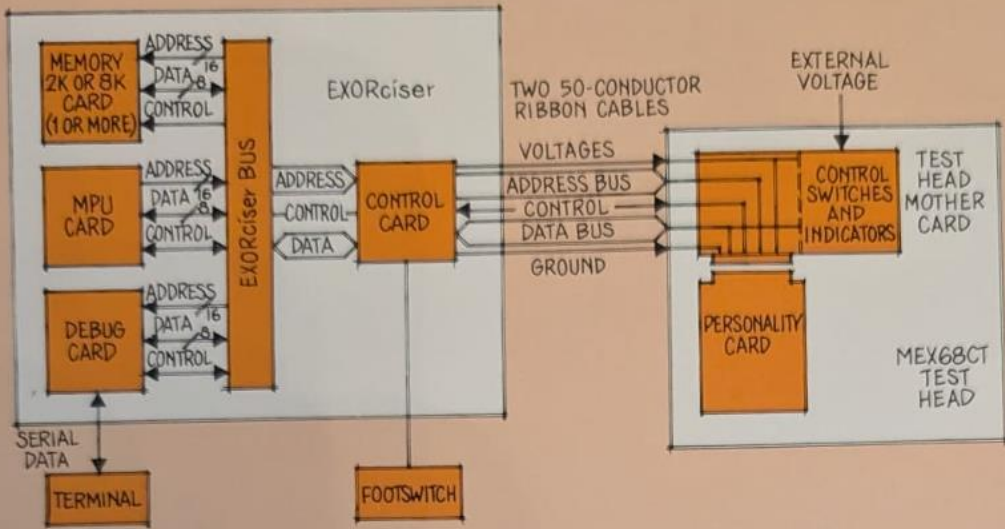 ADDRESS
16
MEMORY
2K OR 8K
CARD
(1 OR MORE)
DATA
8
CONTROL
EXORciser
TWO 50-CONDUCTOR
RIBBON CABLES
EXTERNAL
VOLTAGE
EXORciser BUS
MPU
CARD
ADDRESS
16
DATA
8
CONTROL
ADDRESS
CONTROL
DATA
CONTROL
CARD
VOLTAGES
ADDRESS BUS
CONTROL
DATA BUS
GROUND
CONTROL
SWITCHES
AND
INDICATORS
TEST
HEAD
MOTHER
CARD
DEBUG
CARD
ADDRESS
16
DATA
8
CONTROL
PERSONALITY
CARD
MEX68CT
TEST
HEAD
SERIAL
DATA
TERMINAL
FOOTSWITCH